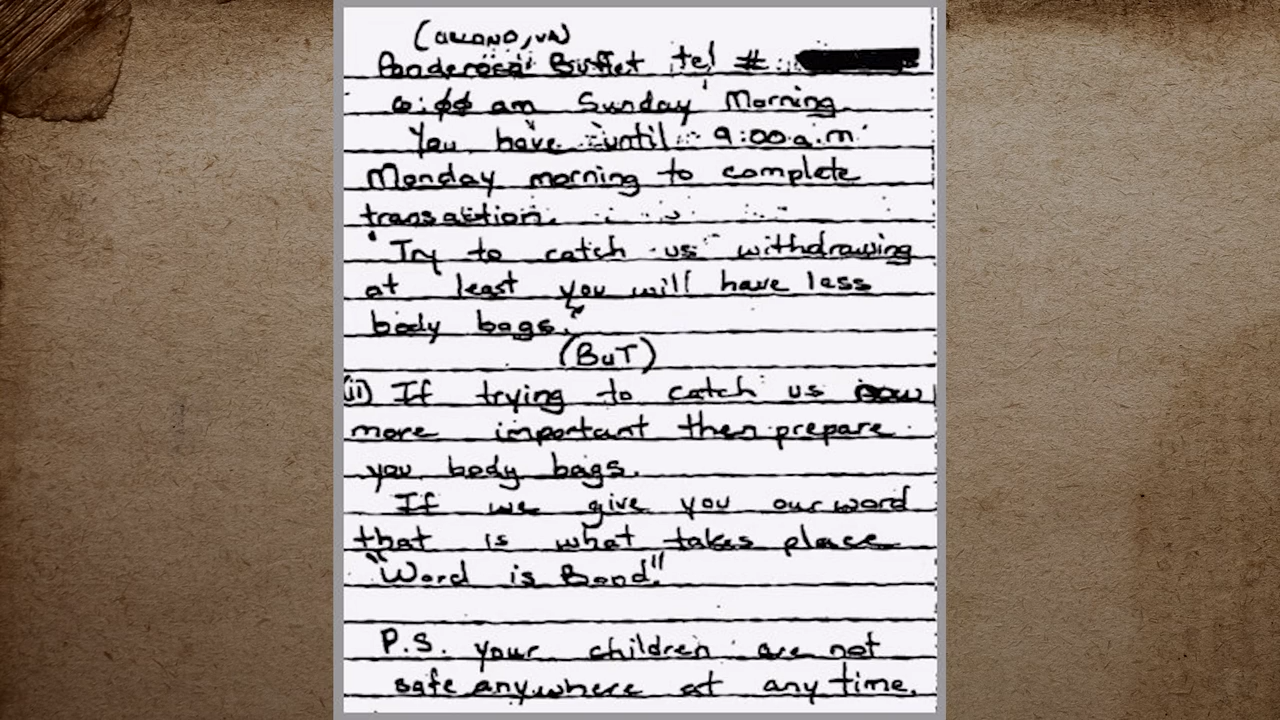 (ASHLAND, VA)
Ponderosa Buffet tel #
6:00 am Sunday Morning
You have until 9:00 a.m
Monday morning to complete
transaction.
"Try to catch us withdrawing
at least you will have less
body bags."
(BuT)
(ii) If trying to catch us now
more important then prepare
you body bags.
If we give you our word
that is what takes place
"Word is Bond"
P.S. your children are not
safe anywhere at any time.